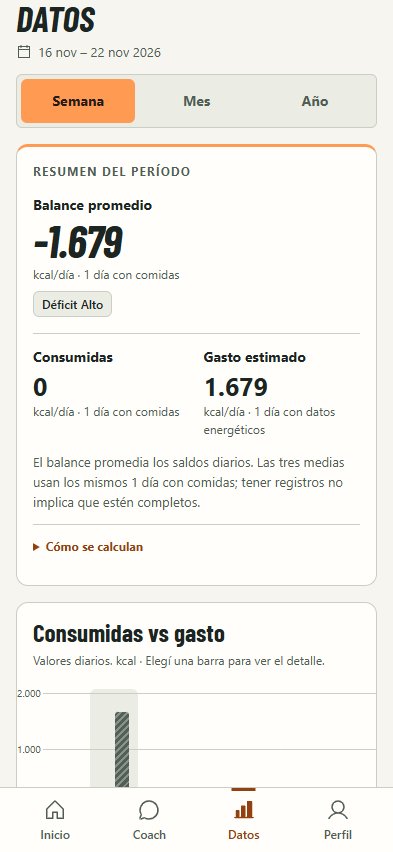 DATOS
16 nov – 22 nov 2026
Semana
Mes
Año
RESUMEN DEL PERÍODO
Balance promedio
-1.679
kcal/día · 1 día con comidas
Déficit Alto
Consumidas
0
kcal/día · 1 día con comidas
Gasto estimado
1.679
kcal/día · 1 día con datos
energéticos
El balance promedia los saldos diarios. Las tres medias
usan los mismos 1 día con comidas; tener registros no
implica que estén completos.
Cómo se calculan
Consumidas vs gasto
Valores diarios. kcal · Elegí una barra para ver el detalle.
2.000
1.000
Inicio
Coach
Datos
Perfil